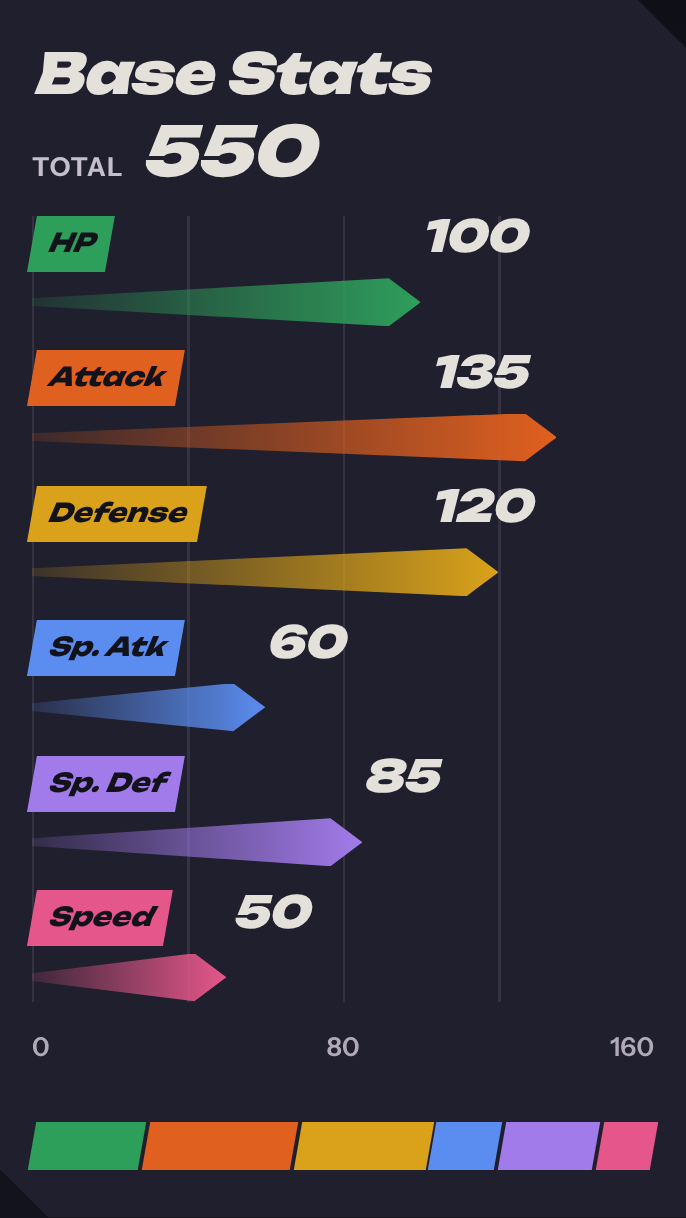 Base Stats
TOTAL 550
HP 100
Attack 135
Defense 120
Sp. Atk 60
Sp. Def 85
Speed 50
0 80 160